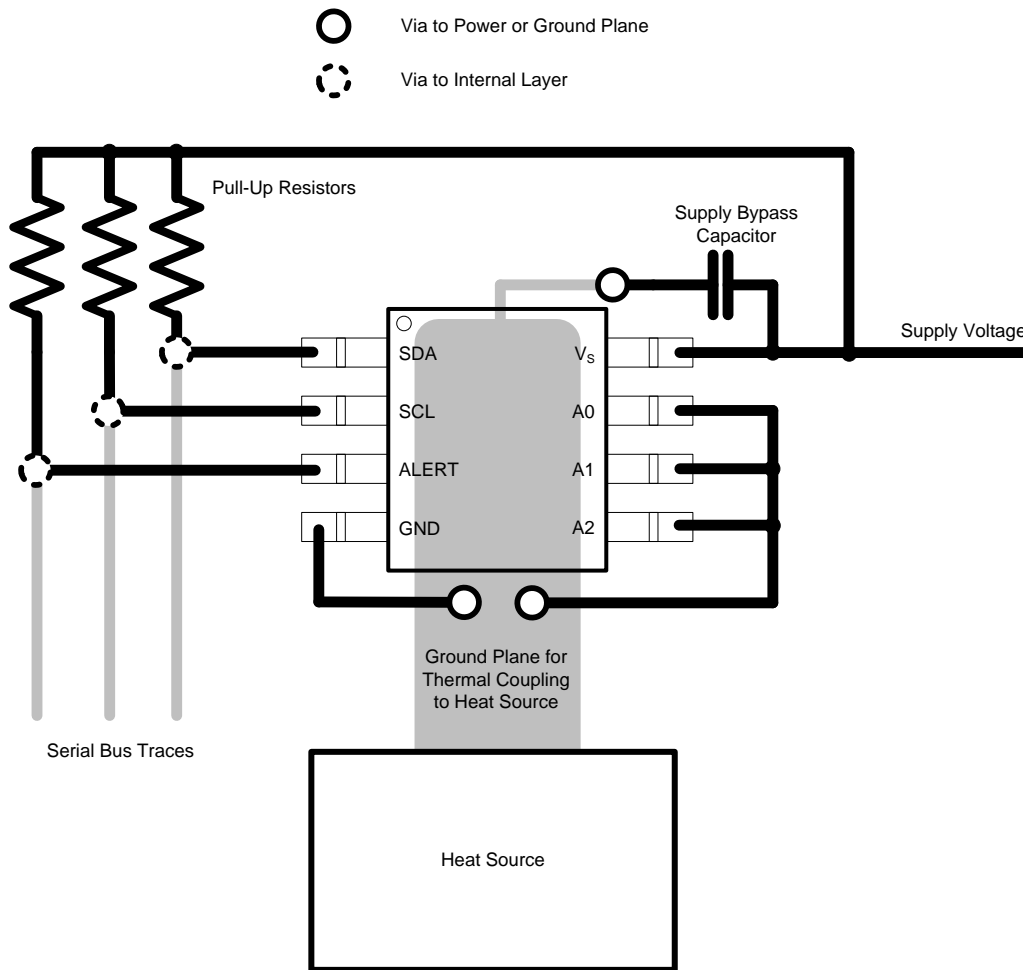 Via to Power or Ground Plane
Via to Internal Layer
Pull-Up Resistors
Supply Bypass
Capacitor
Supply Voltage
SDA
VS
SCL
A0
ALERT
A1
GND
A2
Ground Plane for
Thermal Coupling
to Heat Source
Serial Bus Traces
Heat Source